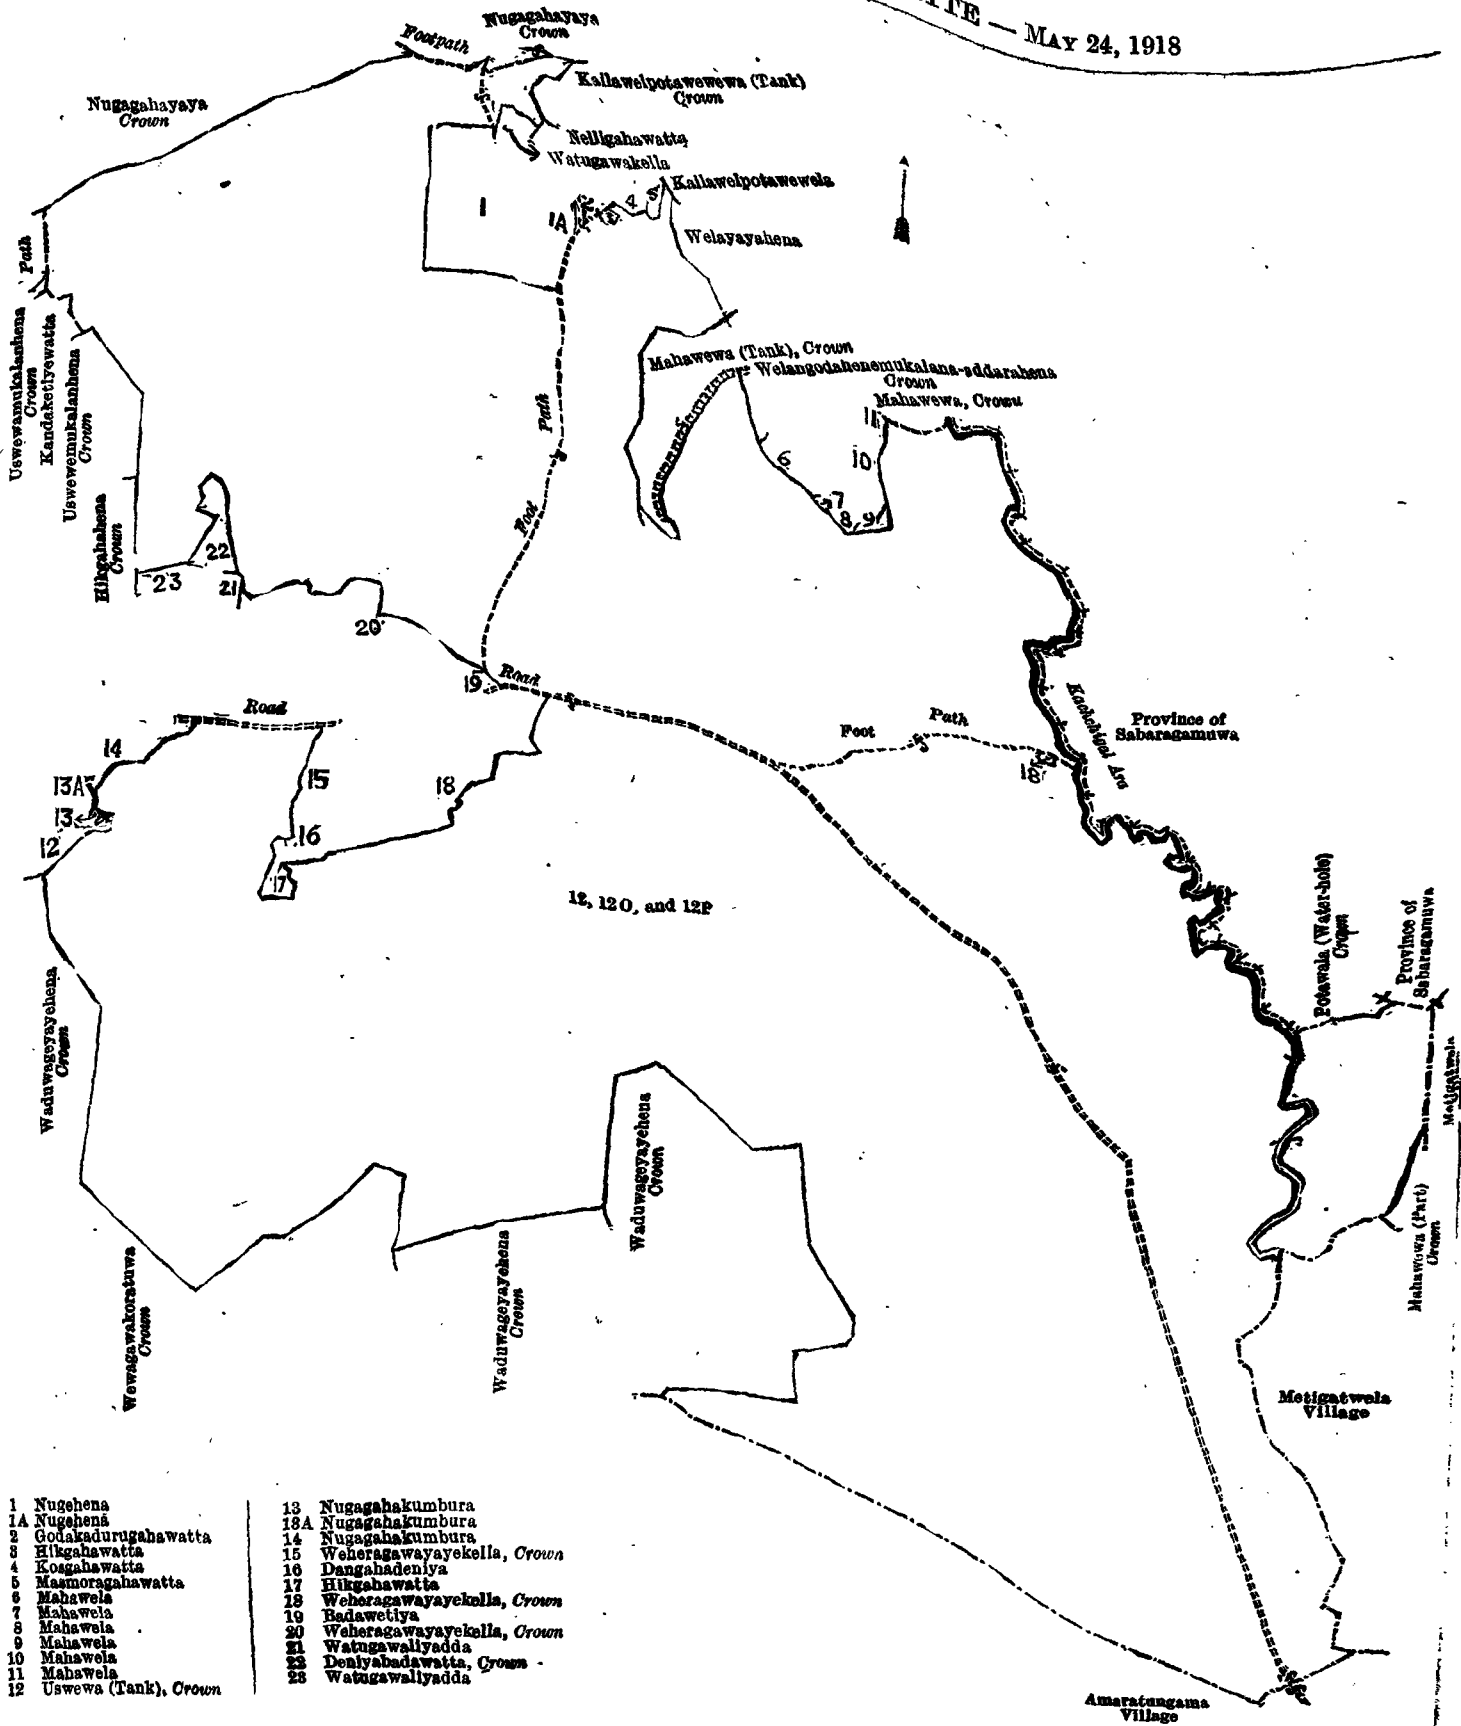 MAY 24, 1918
Nugagahayaya
Crown
Footpath
Kallawelpotawewewa (Tank)
Crown
Nugagahayaya
Crown
Nelligahawatta
Watugawakella
Kallawelpotawewela
1
1A
4
5
Welayayahena
Path
Uswewamukalanhena
Crown
Kandaketiyewatta
Uswewemukalanhena
Crown
Mahawewa (Tank), Crown
Welangodahenemukalana-addarahena
Crown
Mahawewa, Crown
Foot Path
11
10
6
7
8
9
Hikgahahena
Crown
22
23
21
20
19
Road
Kachchigal Ara
Road
Foot Path
Province of
Sabaragamuwa
14
13A
13
12
15
16
17
18
12, 12O, and 12P
Potawala (Water-hole)
Crown
Province of
Sabaragamuwa
Waduwageyayehena
Crown
Metigatwela
Waduwageyayehena
Crown
Mahawewa (Part)
Crown
Wewagawakoratuwa
Crown
Waduwageyayehena
Crown
Metigatwela
Village
1 Nugehena
1A Nugehena
2 Godakadurugahawatta
3 Hikgahawatta
4 Kosgahawatta
5 Masmoragahawatta
6 Mahawela
7 Mahawela
8 Mahawela
9 Mahawela
10 Mahawela
11 Mahawela
12 Uswewa (Tank), Crown
13 Nugagahakumbura
13A Nugagahakumbura
14 Nugagahakumbura
15 Weheragawayayekella, Crown
16 Dangahadeniya
17 Hikgahawatta
18 Weheragawayayekella, Crown
19 Badawetiya
20 Weheragawayayekella, Crown
21 Watugawaliyadda
22 Deniyabadawatta, Crown
23 Watugawaliyadda
Amaratungama
Village